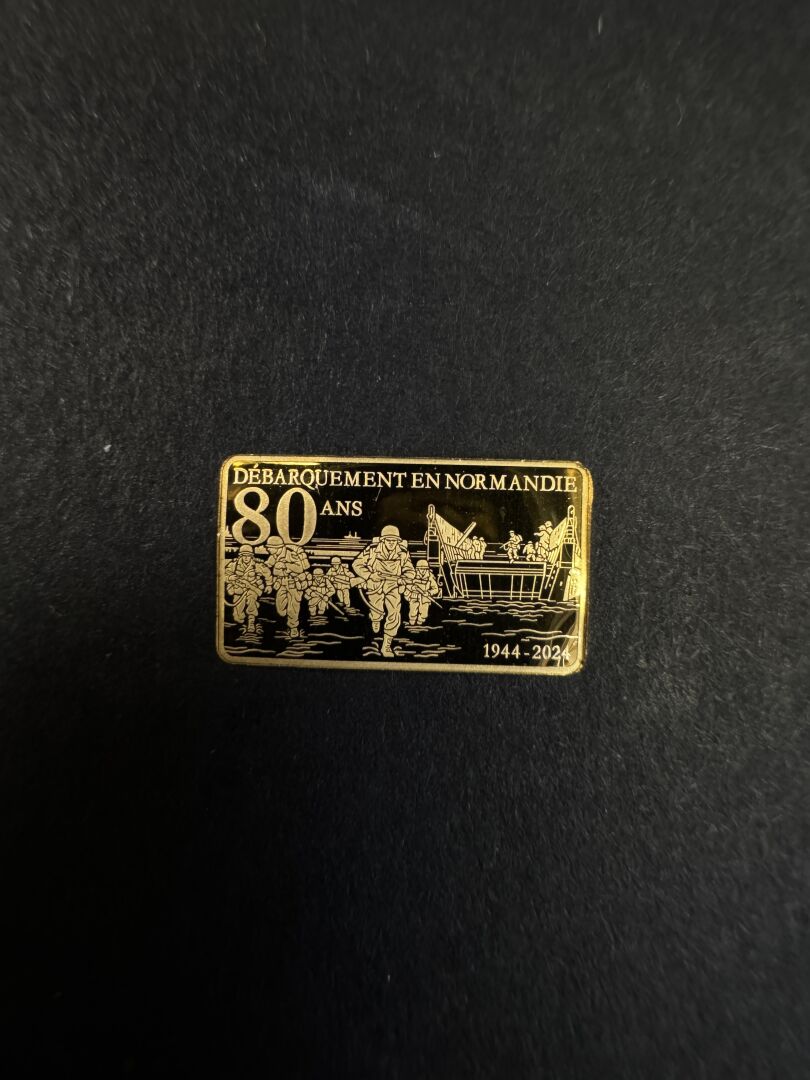 DÉBARQUEMENT EN NORMANDIE
80 ANS
1944-2024